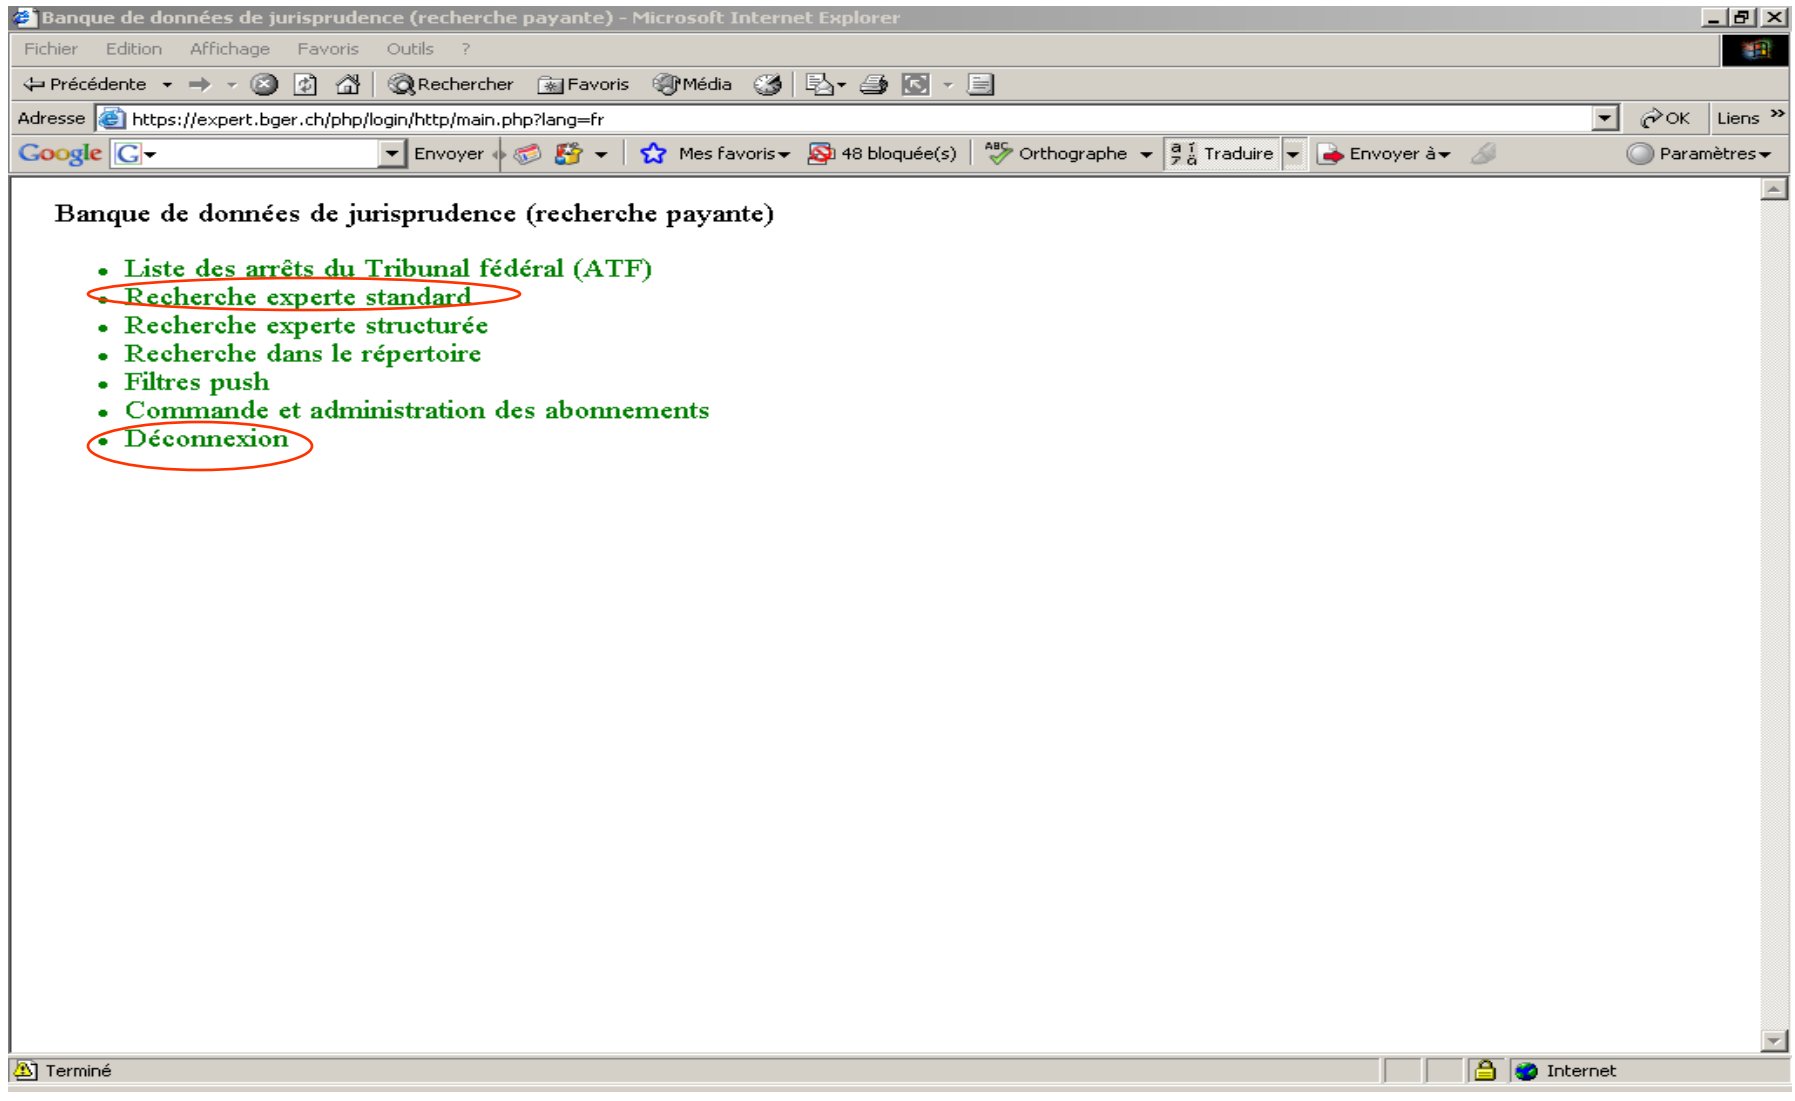 Banque de données de jurisprudence (recherche payante) - Microsoft Internet Explorer
Fichier Edition Affichage Favoris Outils ?
Précédente Rechercher Favoris Média
Adresse https://expert.bger.ch/php/login/http/main.php?lang=fr OK Liens »
Google G Envoyer Mes favoris 48 bloquée(s) ABC Orthographe Traduire Envoyer à Paramètres
Banque de données de jurisprudence (recherche payante)
• Liste des arrêts du Tribunal fédéral (ATF)
• Recherche experte standard
• Recherche experte structurée
• Recherche dans le répertoire
• Filtres push
• Commande et administration des abonnements
• Déconnexion
Terminé Internet